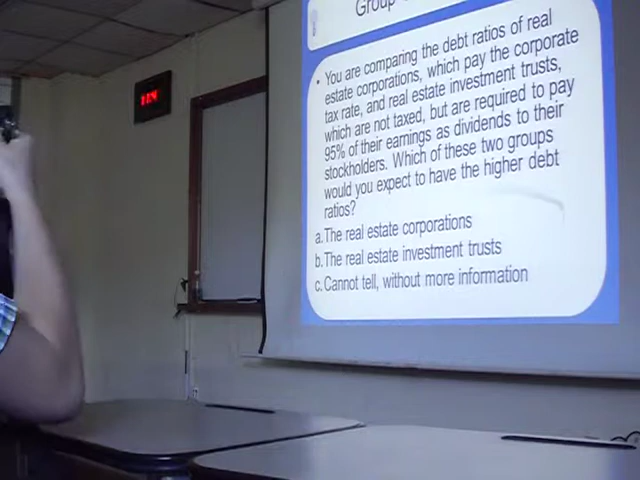 Group
• You are comparing the debt ratios of real
estate corporations, which pay the corporate
tax rate, and real estate investment trusts,
which are not taxed, but are required to pay
95% of their earnings as dividends to their
stockholders. Which of these two groups
would you expect to have the higher debt
ratios?
a. The real estate corporations
b. The real estate investment trusts
c. Cannot tell, without more information